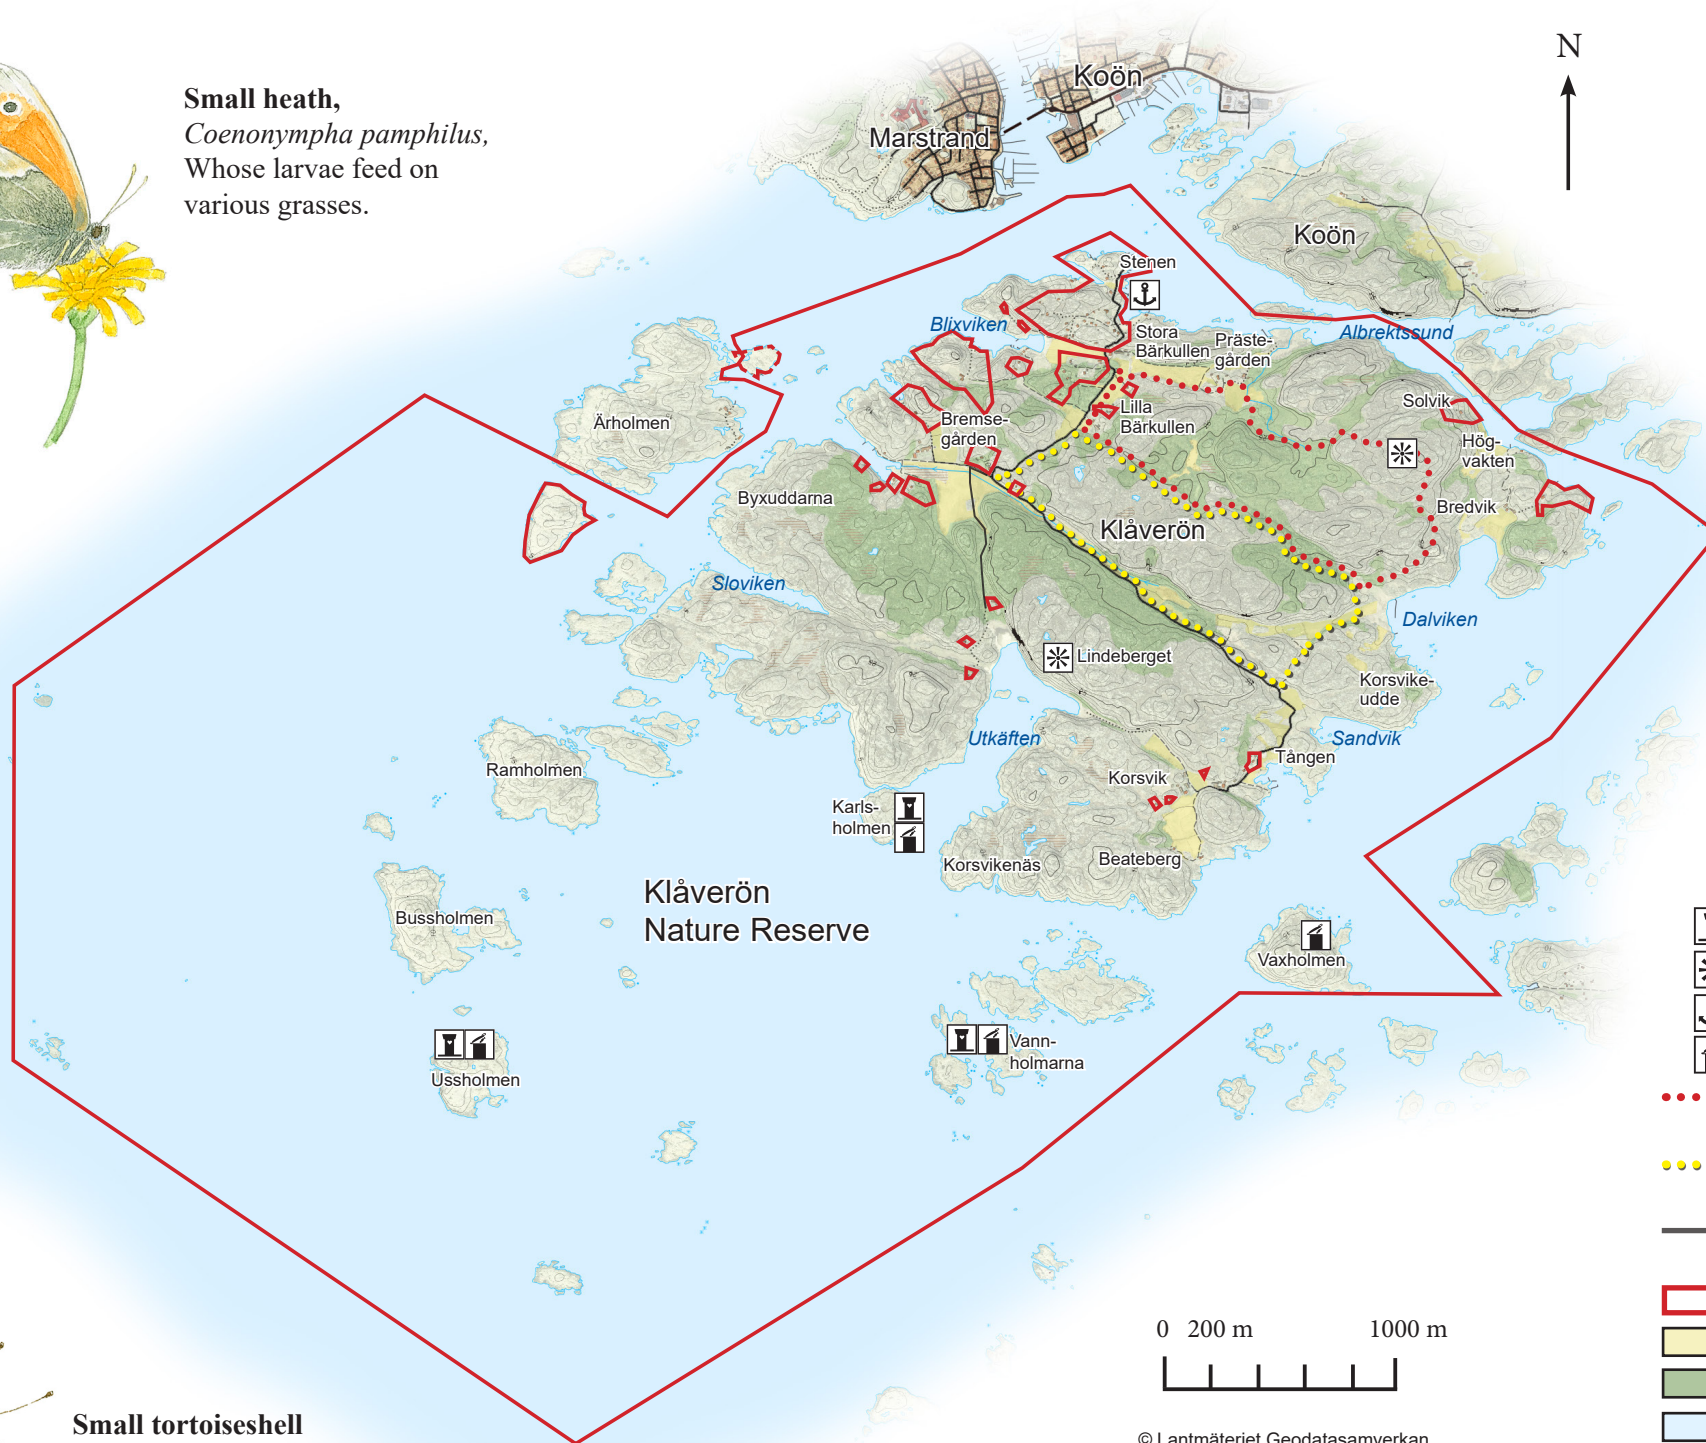 N
Small heath,
Coenonympha pamphilus,
Whose larvae feed on
various grasses.
Koön
Marstrand
Koön
Stenen
Blixviken
Stora
Bärkullen
Präste-
gården
Albrektssund
Ärholmen
Bremse-
gården
Lilla
Bärkullen
Solvik
Hög-
vakten
Byxuddarna
Klåverön
Bredvik
Sloviken
Dalviken
Lindeberget
Korsvike-
udde
Utkäften
Sandvik
Tången
Ramholmen
Korsvik
Karls-
holmen
Korsvikenäs
Beateberg
Klåverön
Nature Reserve
Bussholmen
Vaxholmen
Vann-
holmarna
Ussholmen
0 200 m 1000 m
Small tortoiseshell
© Lantmäteriet Geodatasamverkan